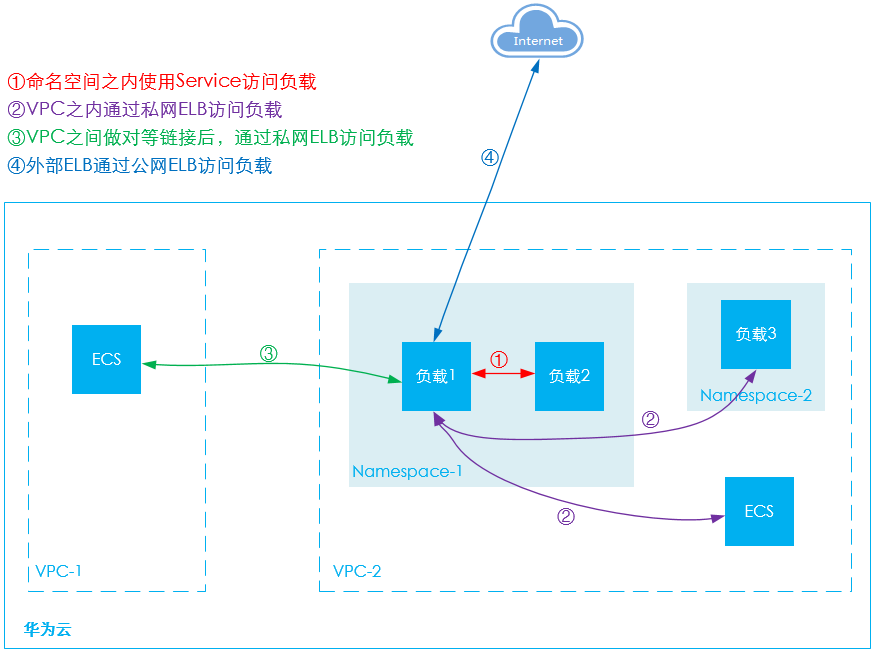 Internet
①命名空间之内使用Service访问负载
②VPC之内通过私网ELB访问负载
③VPC之间做对等链接后，通过私网ELB访问负载
④外部ELB通过公网ELB访问负载
④
ECS
③
负载1
①
负载2
负载3
Namespace-2
②
Namespace-1
②
ECS
VPC-1
VPC-2
华为云